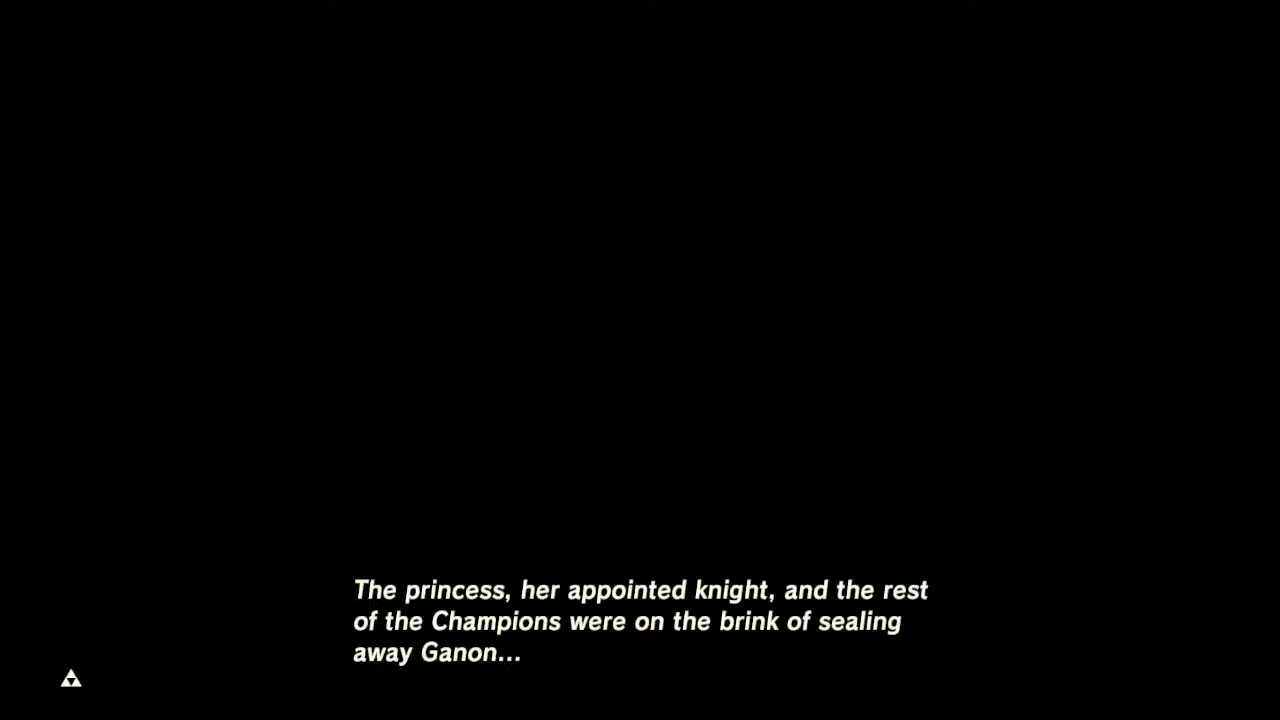 The princess, her appointed knight, and the rest
of the Champions were on the brink of sealing
away Ganon...